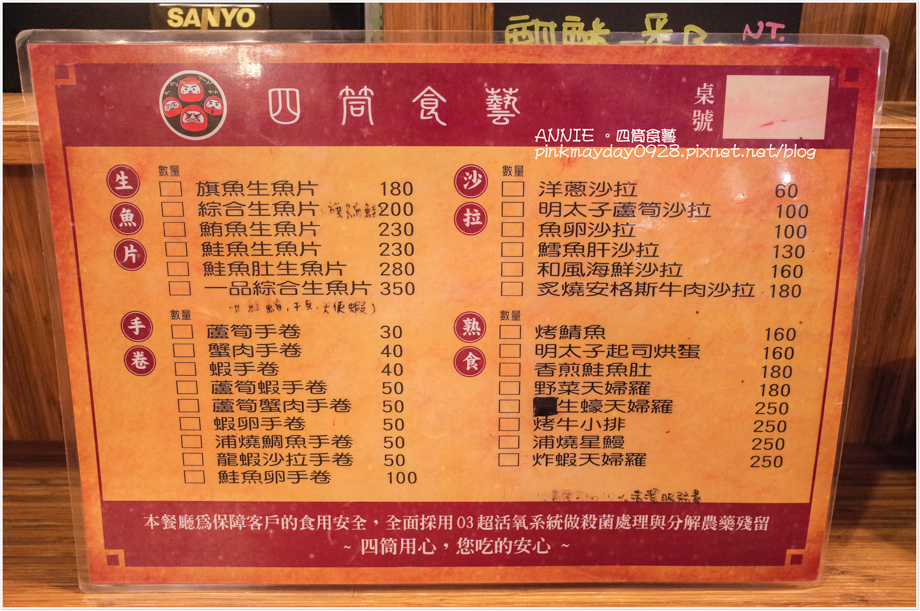 SANYO
NT.
四筒食藝
桌號
ANNIE 。四筒食藝
pinkmayday0928.pixnet.net/blog
生魚片
數量
旗魚生魚片 180
綜合生魚片 200
鮪魚生魚片 230
鮭魚生魚片 230
鮭魚肚生魚片 280
一品綜合生魚片 350
手卷
數量
蘆筍手卷 30
蟹肉手卷 40
蝦手卷 40
蘆筍蝦手卷 50
蘆筍蟹肉手卷 50
蝦卵手卷 50
浦燒鯛魚手卷 50
龍蝦沙拉手卷 50
鮭魚卵手卷 100
沙拉
數量
洋蔥沙拉 60
明太子蘆筍沙拉 100
魚卵沙拉 100
鱈魚肝沙拉 130
和風海鮮沙拉 160
炙燒安格斯牛肉沙拉 180
熟食
數量
烤鯖魚 160
明太子起司烘蛋 160
香煎鮭魚肚 180
野菜天婦羅 180
生蠔天婦羅 250
烤牛小排 250
浦燒星鰻 250
炸蝦天婦羅 250
本餐廳為保障客戶的食用安全，全面採用O3超活氧系統做殺菌處理與分解農藥殘留
~ 四筒用心，您吃的安心 ~